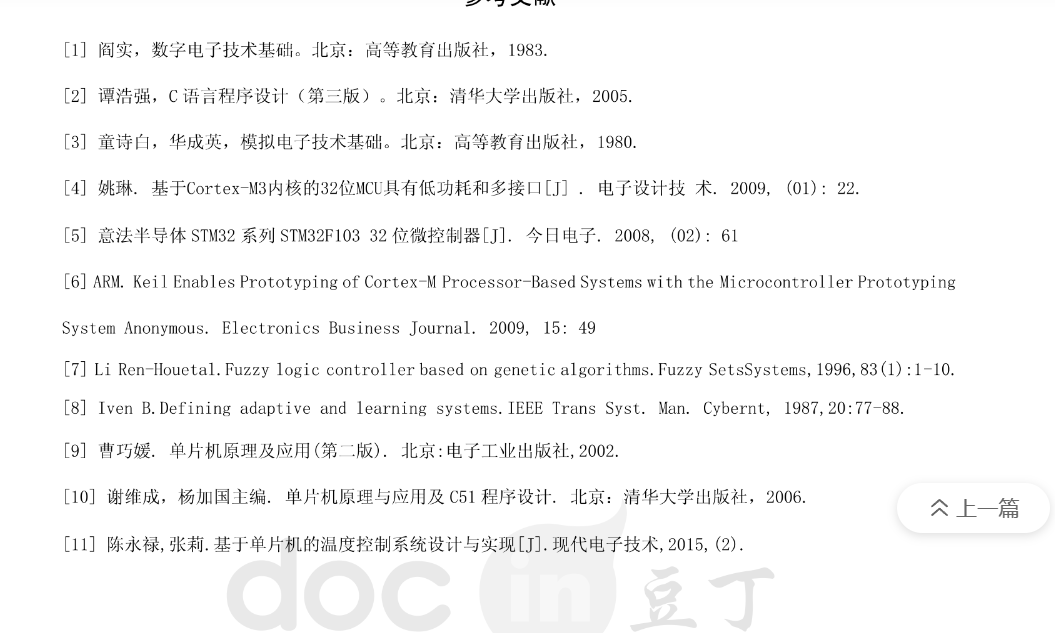 参考文献
[1] 阎实，数字电子技术基础。北京：高等教育出版社，1983.
[2] 谭浩强，C 语言程序设计（第三版）。北京：清华大学出版社，2005.
[3] 童诗白，华成英，模拟电子技术基础。北京：高等教育出版社，1980.
[4] 姚琳. 基于Cortex-M3内核的32位MCU具有低功耗和多接口[J] . 电子设计技 术. 2009, (01): 22.
[5] 意法半导体 STM32 系列 STM32F103 32 位微控制器[J]. 今日电子. 2008, (02): 61
[6] ARM. Keil Enables Prototyping of Cortex-M Processor-Based Systems with the Microcontroller Prototyping
System Anonymous. Electronics Business Journal. 2009, 15: 49
[7] Li Ren-Houetal.Fuzzy logic controller based on genetic algorithms.Fuzzy SetsSystems,1996,83(1):1-10.
[8] Iven B.Defining adaptive and learning systems.IEEE Trans Syst. Man. Cybernt, 1987,20:77-88.
[9] 曹巧媛. 单片机原理及应用(第二版). 北京:电子工业出版社,2002.
[10] 谢维成，杨加国主编. 单片机原理与应用及 C51 程序设计. 北京：清华大学出版社，2006.
上一篇
[11] 陈永禄,张莉.基于单片机的温度控制系统设计与实现[J].现代电子技术,2015,(2).
docin 豆丁